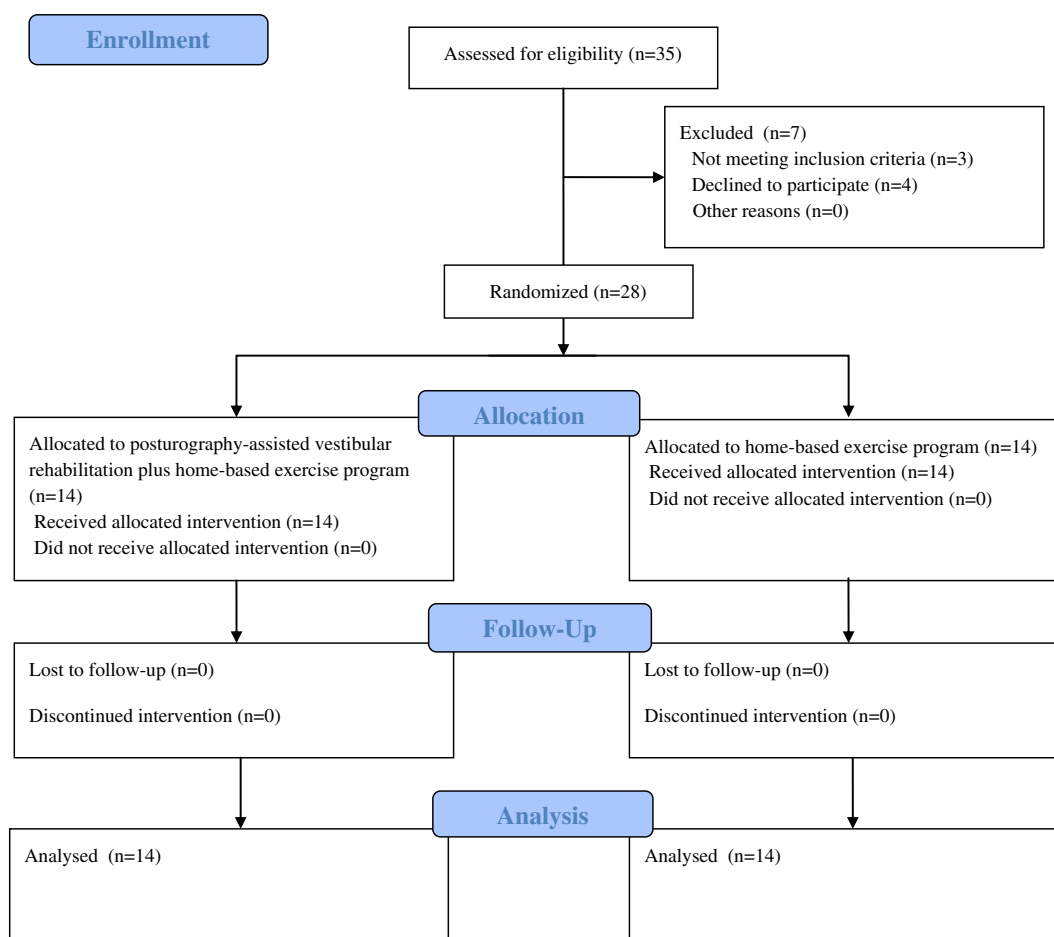 Enrollment
Assessed for eligibility (n=35)
Excluded (n=7)
Not meeting inclusion criteria (n=3)
Declined to participate (n=4)
Other reasons (n=0)
Randomized (n=28)
Allocation
Allocated to posturography-assisted vestibular
rehabilitation plus home-based exercise program
(n=14)
Received allocated intervention (n=14)
Did not receive allocated intervention (n=0)
Allocated to home-based exercise program (n=14)
Received allocated intervention (n=14)
Did not receive allocated intervention (n=0)
Follow-Up
Lost to follow-up (n=0)
Discontinued intervention (n=0)
Lost to follow-up (n=0)
Discontinued intervention (n=0)
Analysis
Analysed (n=14)
Analysed (n=14)